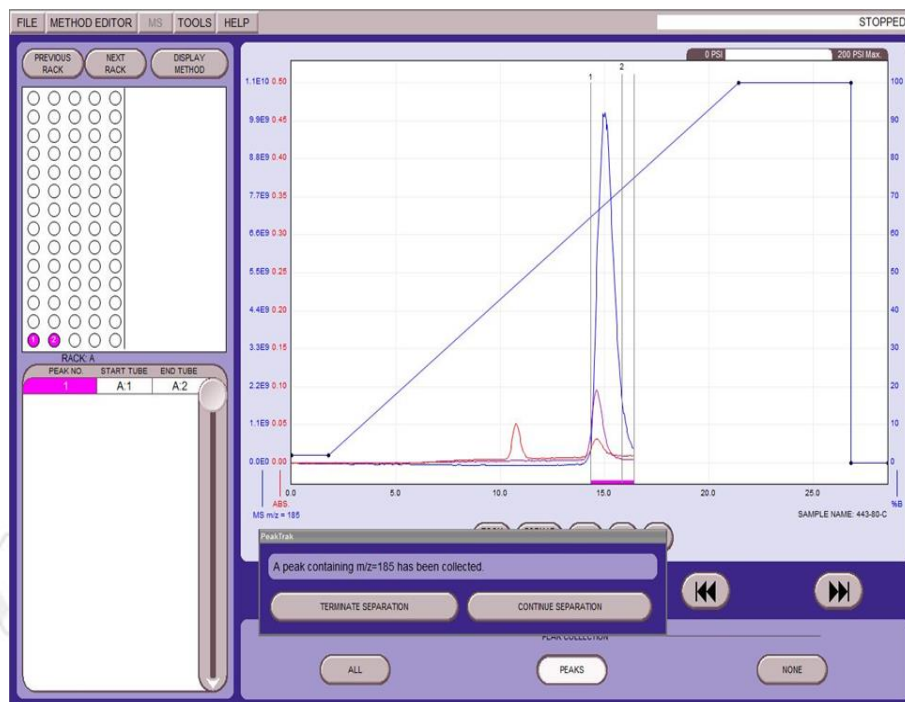 FILE METHOD EDITOR MS TOOLS HELP
STOPPED
PREVIOUS RACK
NEXT RACK
DISPLAY METHOD
0 PSI
200 PSI Max.
1 2
1.1E10 0.50
9.9E9 0.45
8.8E9 0.40
7.7E9 0.35
6.6E9 0.30
5.5E9 0.25
4.4E9 0.20
3.3E9 0.15
2.2E9 0.10
1.1E9 0.05
0.0E0 0.00
100
90
80
70
60
50
40
30
20
10
0
0.0 5.0 10.0 15.0 20.0 25.0
ABS.
%B
MS m/z = 185
SAMPLE NAME: 443-80-C
1 2
RACK: A
PEAK NO. START TUBE END TUBE
1 A:1 A:2
PeakTrak
A peak containing m/z=185 has been collected.
TERMINATE SEPARATION
CONTINUE SEPARATION
ALL
PEAKS
NONE